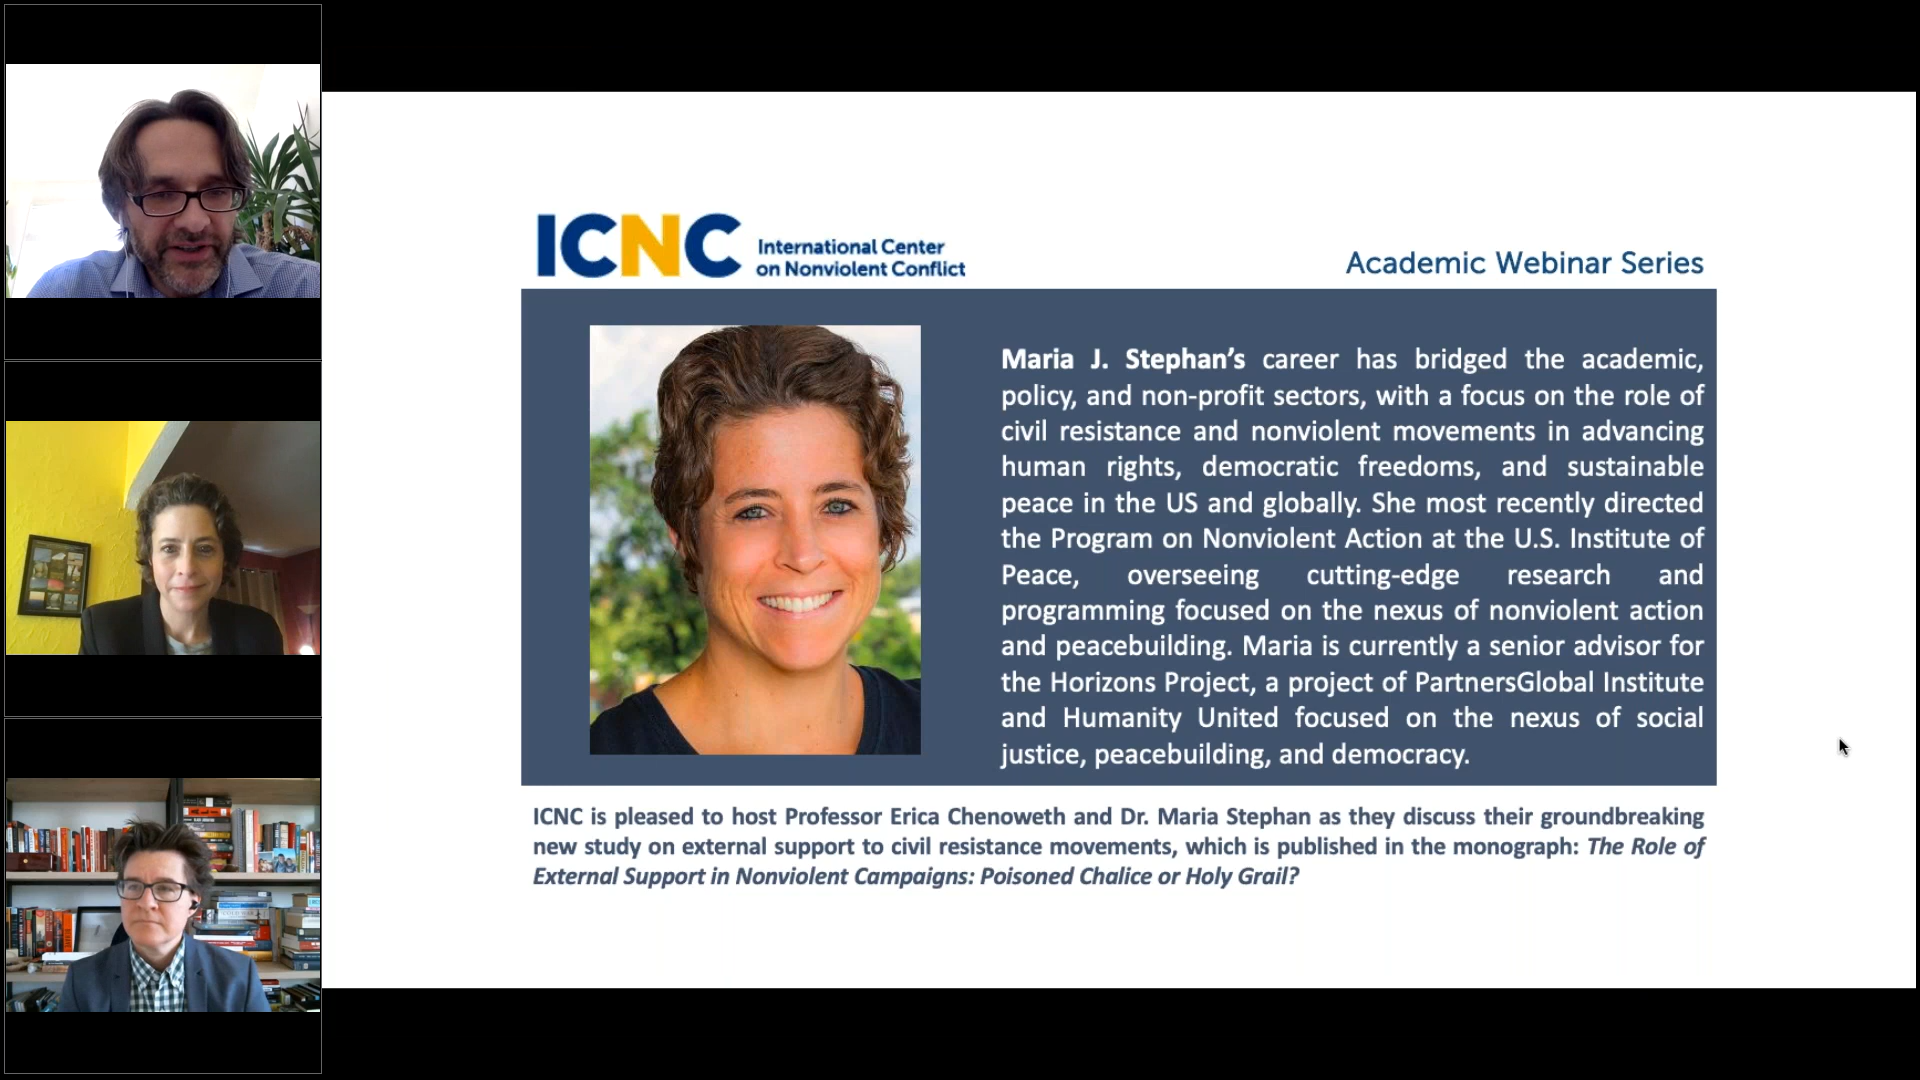 ICNC
International Center
on Nonviolent Conflict
Academic Webinar Series
Maria J. Stephan’s career has bridged the academic,
policy, and non-profit sectors, with a focus on the role of
civil resistance and nonviolent movements in advancing
human rights, democratic freedoms, and sustainable
peace in the US and globally. She most recently directed
the Program on Nonviolent Action at the U.S. Institute of
Peace, overseeing cutting-edge research and
programming focused on the nexus of nonviolent action
and peacebuilding. Maria is currently a senior advisor for
the Horizons Project, a project of PartnersGlobal Institute
and Humanity United focused on the nexus of social
justice, peacebuilding, and democracy.
ICNC is pleased to host Professor Erica Chenoweth and Dr. Maria Stephan as they discuss their groundbreaking
new study on external support to civil resistance movements, which is published in the monograph: The Role of
External Support in Nonviolent Campaigns: Poisoned Chalice or Holy Grail?